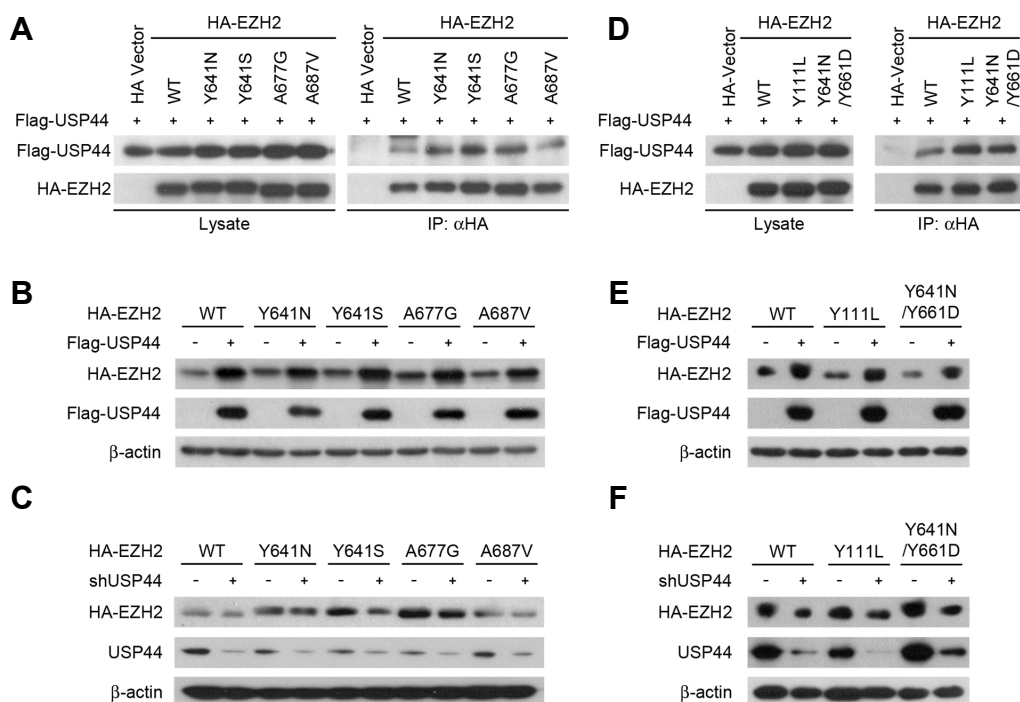 A
HA-EZH2
HA-EZH2
HA Vector WT Y641N Y641S A677G A687V
HA Vector WT Y641N Y641S A677G A687V
Flag-USP44 + + + + + + + + + + + +
Flag-USP44
HA-EZH2
Lysate IP: αHA
D
HA-EZH2
HA-EZH2
HA-Vector WT Y111L Y641N /Y661D
HA-Vector WT Y111L Y641N /Y661D
Flag-USP44 + + + + + + + +
Flag-USP44
HA-EZH2
Lysate IP: αHA
B
HA-EZH2 WT Y641N Y641S A677G A687V
Flag-USP44 - + - + - + - + - +
HA-EZH2
Flag-USP44
β-actin
E
Y641N
HA-EZH2 WT Y111L /Y661D
Flag-USP44 - + - + - +
HA-EZH2
Flag-USP44
β-actin
C
HA-EZH2 WT Y641N Y641S A677G A687V
shUSP44 - + - + - + - + - +
HA-EZH2
USP44
β-actin
F
Y641N
HA-EZH2 WT Y111L /Y661D
shUSP44 - + - + - +
HA-EZH2
USP44
β-actin